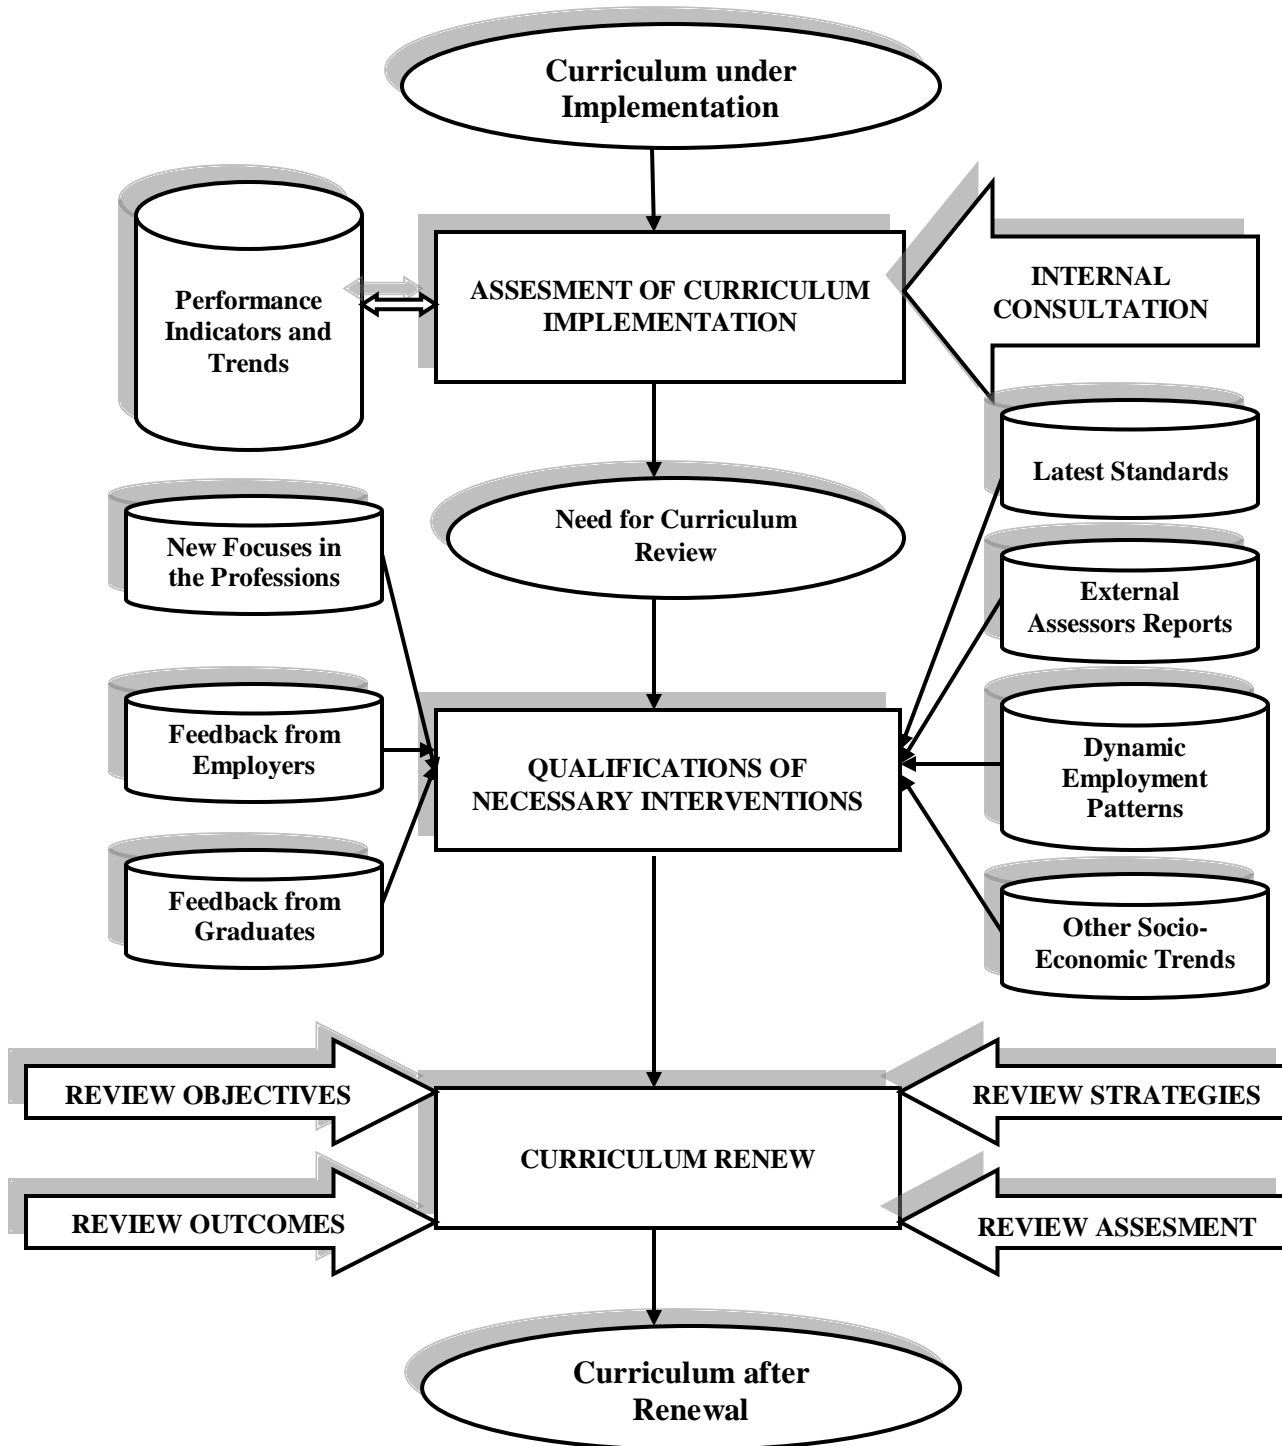 Curriculum under
Implementation
Performance
Indicators and
Trends
ASSESMENT OF CURRICULUM
IMPLEMENTATION
INTERNAL
CONSULTATION
Latest Standards
Need for Curriculum
Review
New Focuses in
the Professions
External
Assessors Reports
Feedback from
Employers
QUALIFICATIONS OF
NECESSARY INTERVENTIONS
Dynamic
Employment
Patterns
Feedback from
Graduates
Other Socio-
Economic Trends
REVIEW OBJECTIVES
REVIEW STRATEGIES
CURRICULUM RENEW
REVIEW OUTCOMES
REVIEW ASSESMENT
Curriculum after
Renewal